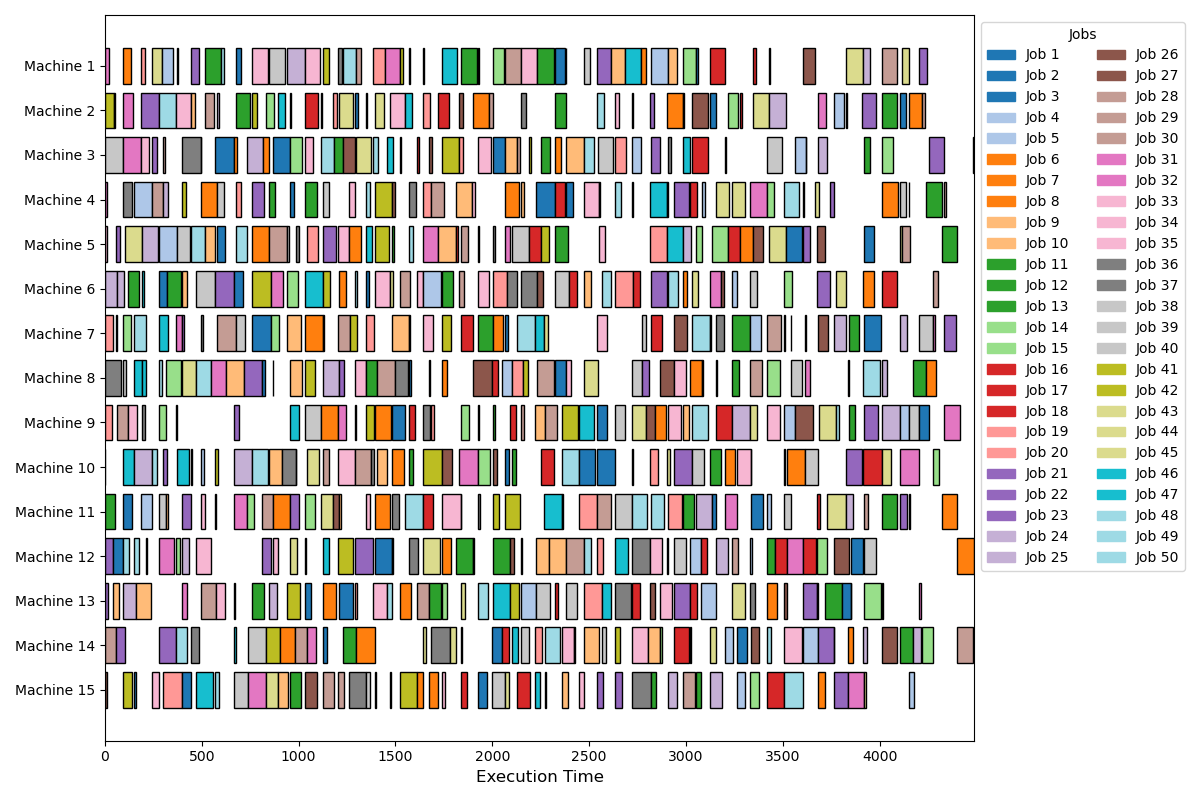 Machine 1
Machine 2
Machine 3
Machine 4
Machine 5
Machine 6
Machine 7
Machine 8
Machine 9
Machine 10
Machine 11
Machine 12
Machine 13
Machine 14
Machine 15
0 500 1000 1500 2000 2500 3000 3500 4000
Execution Time
Jobs
Job 1 Job 26
Job 2 Job 27
Job 3 Job 28
Job 4 Job 29
Job 5 Job 30
Job 6 Job 31
Job 7 Job 32
Job 8 Job 33
Job 9 Job 34
Job 10 Job 35
Job 11 Job 36
Job 12 Job 37
Job 13 Job 38
Job 14 Job 39
Job 15 Job 40
Job 16 Job 41
Job 17 Job 42
Job 18 Job 43
Job 19 Job 44
Job 20 Job 45
Job 21 Job 46
Job 22 Job 47
Job 23 Job 48
Job 24 Job 49
Job 25 Job 50